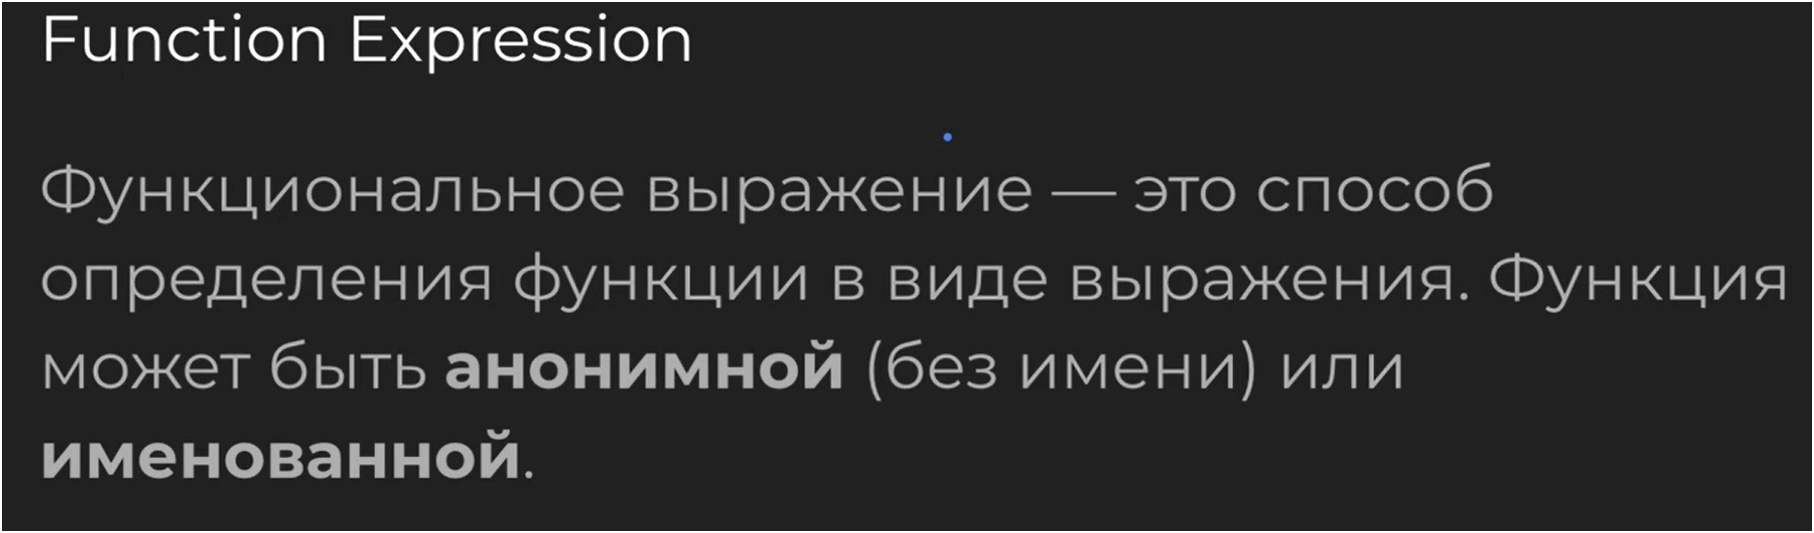 Function Expression
Функциональное выражение — это способ
определения функции в виде выражения. Функция
может быть анонимной (без имени) или
именованной.